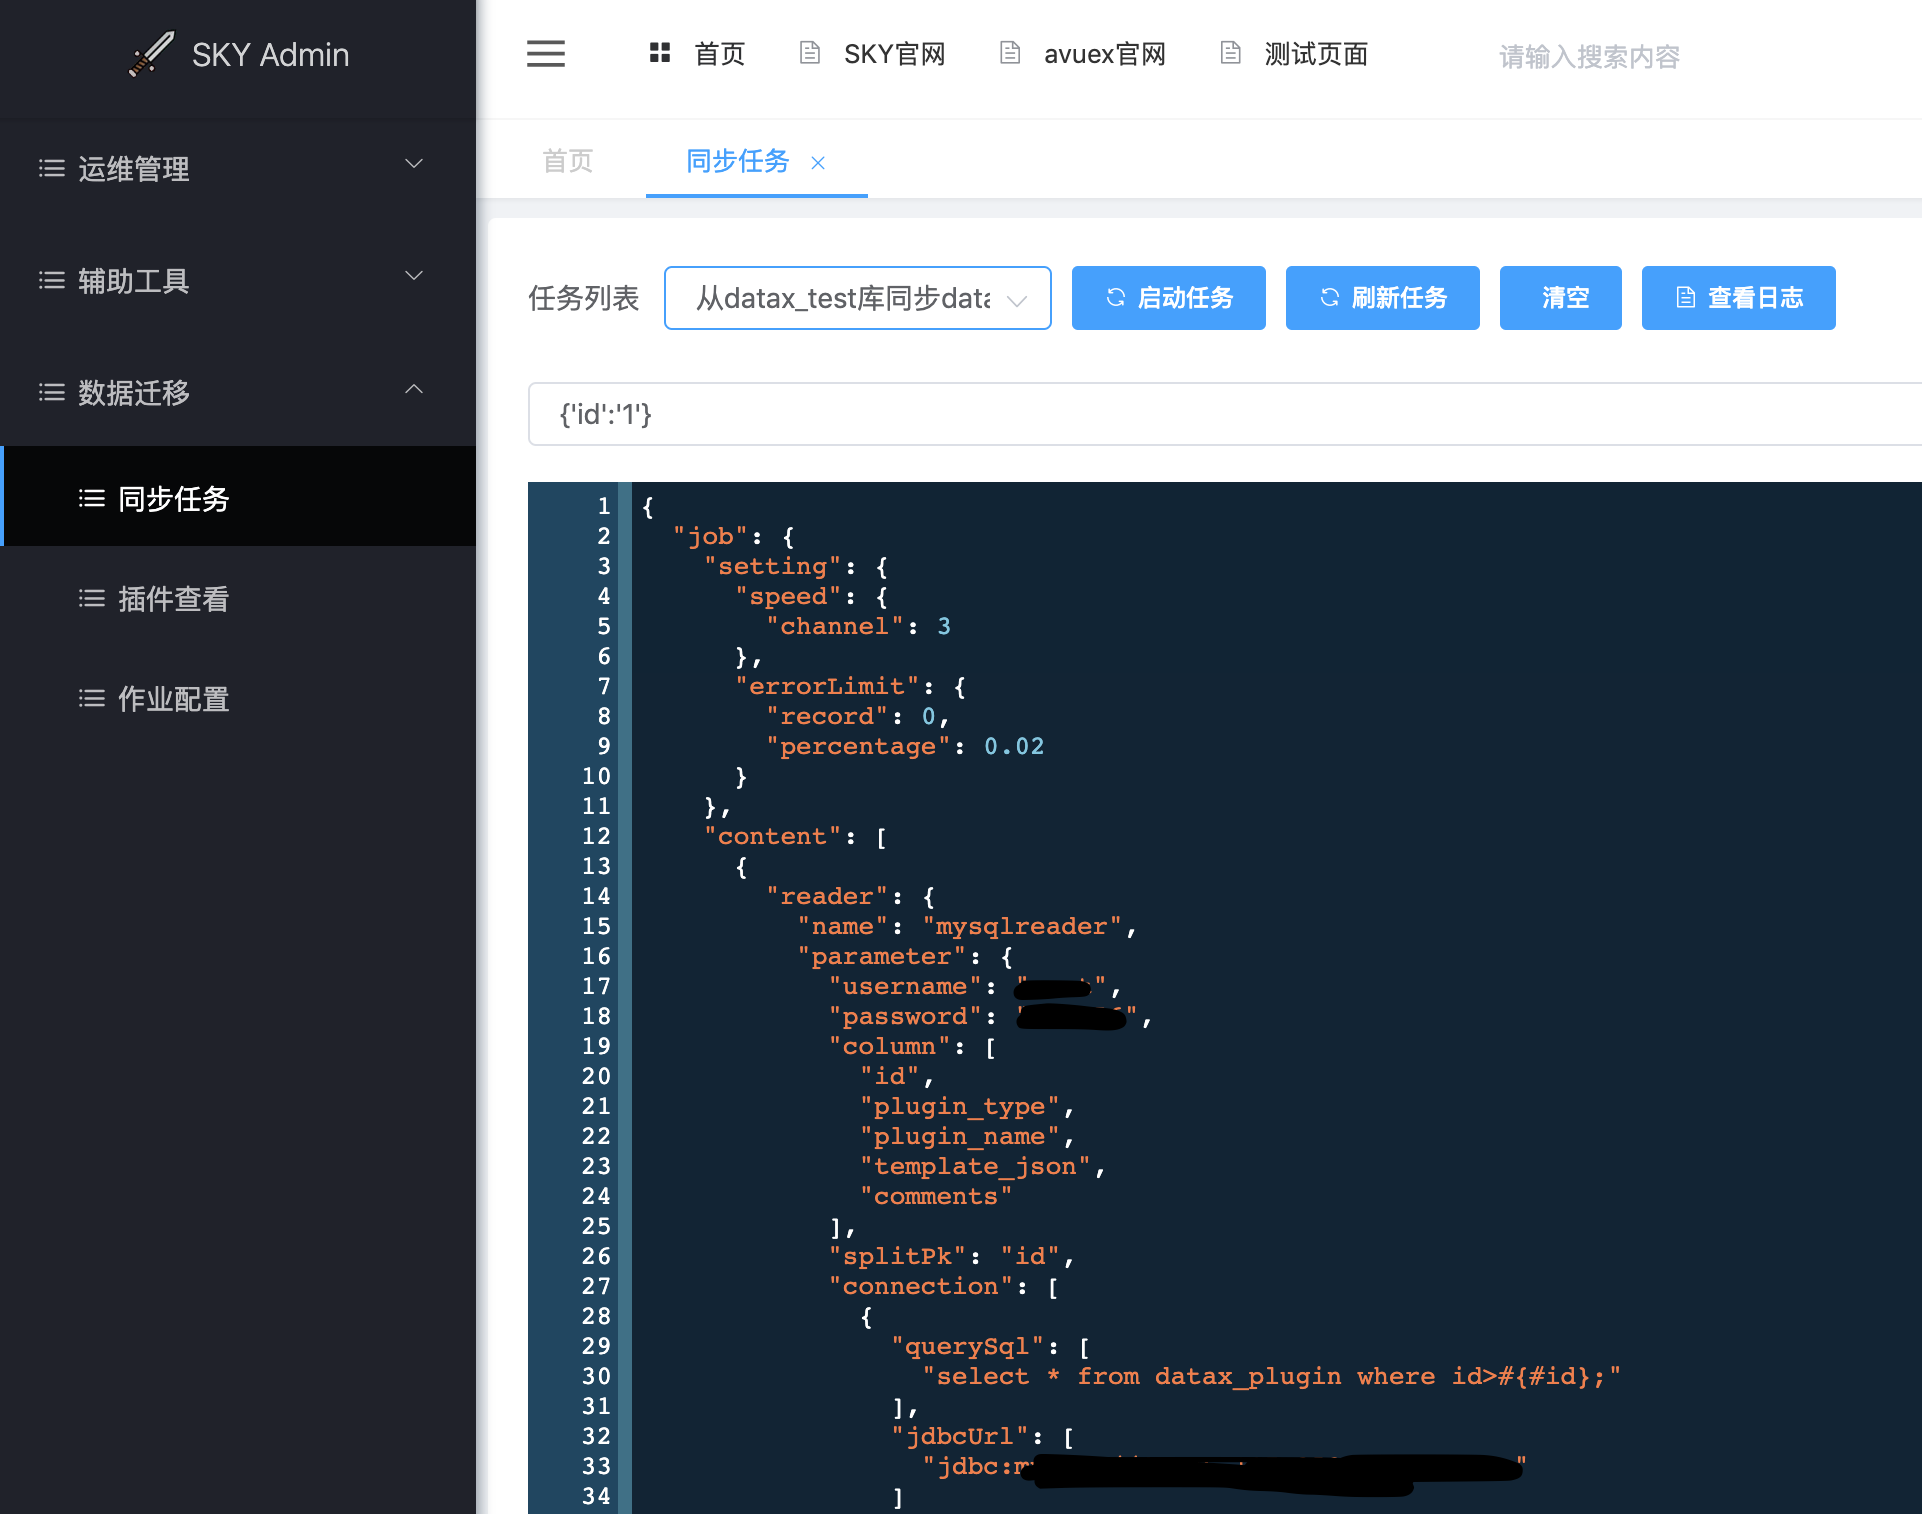 SKY Admin
首页 SKY官网 avuex官网 测试页面 请输入搜索内容
运维管理
辅助工具
数据迁移
同步任务
插件查看
作业配置
首页 同步任务 ×
任务列表 从datax_test库同步data 启动任务 刷新任务 清空 查看日志
{'id':'1'}
1 {
2 "job": {
3 "setting": {
4 "speed": {
5 "channel": 3
6 },
7 "errorLimit": {
8 "record": 0,
9 "percentage": 0.02
10 }
11 },
12 "content": [
13 {
14 "reader": {
15 "name": "mysqlreader",
16 "parameter": {
17 "username": " ",
18 "password": " ",
19 "column": [
20 "id",
21 "plugin_type",
22 "plugin_name",
23 "template_json",
24 "comments"
25 ],
26 "splitPk": "id",
27 "connection": [
28 {
29 "querySql": [
30 "select * from datax_plugin where id>#{#id};"
31 ],
32 "jdbcUrl": [
33 "jdbc: "
34 ]